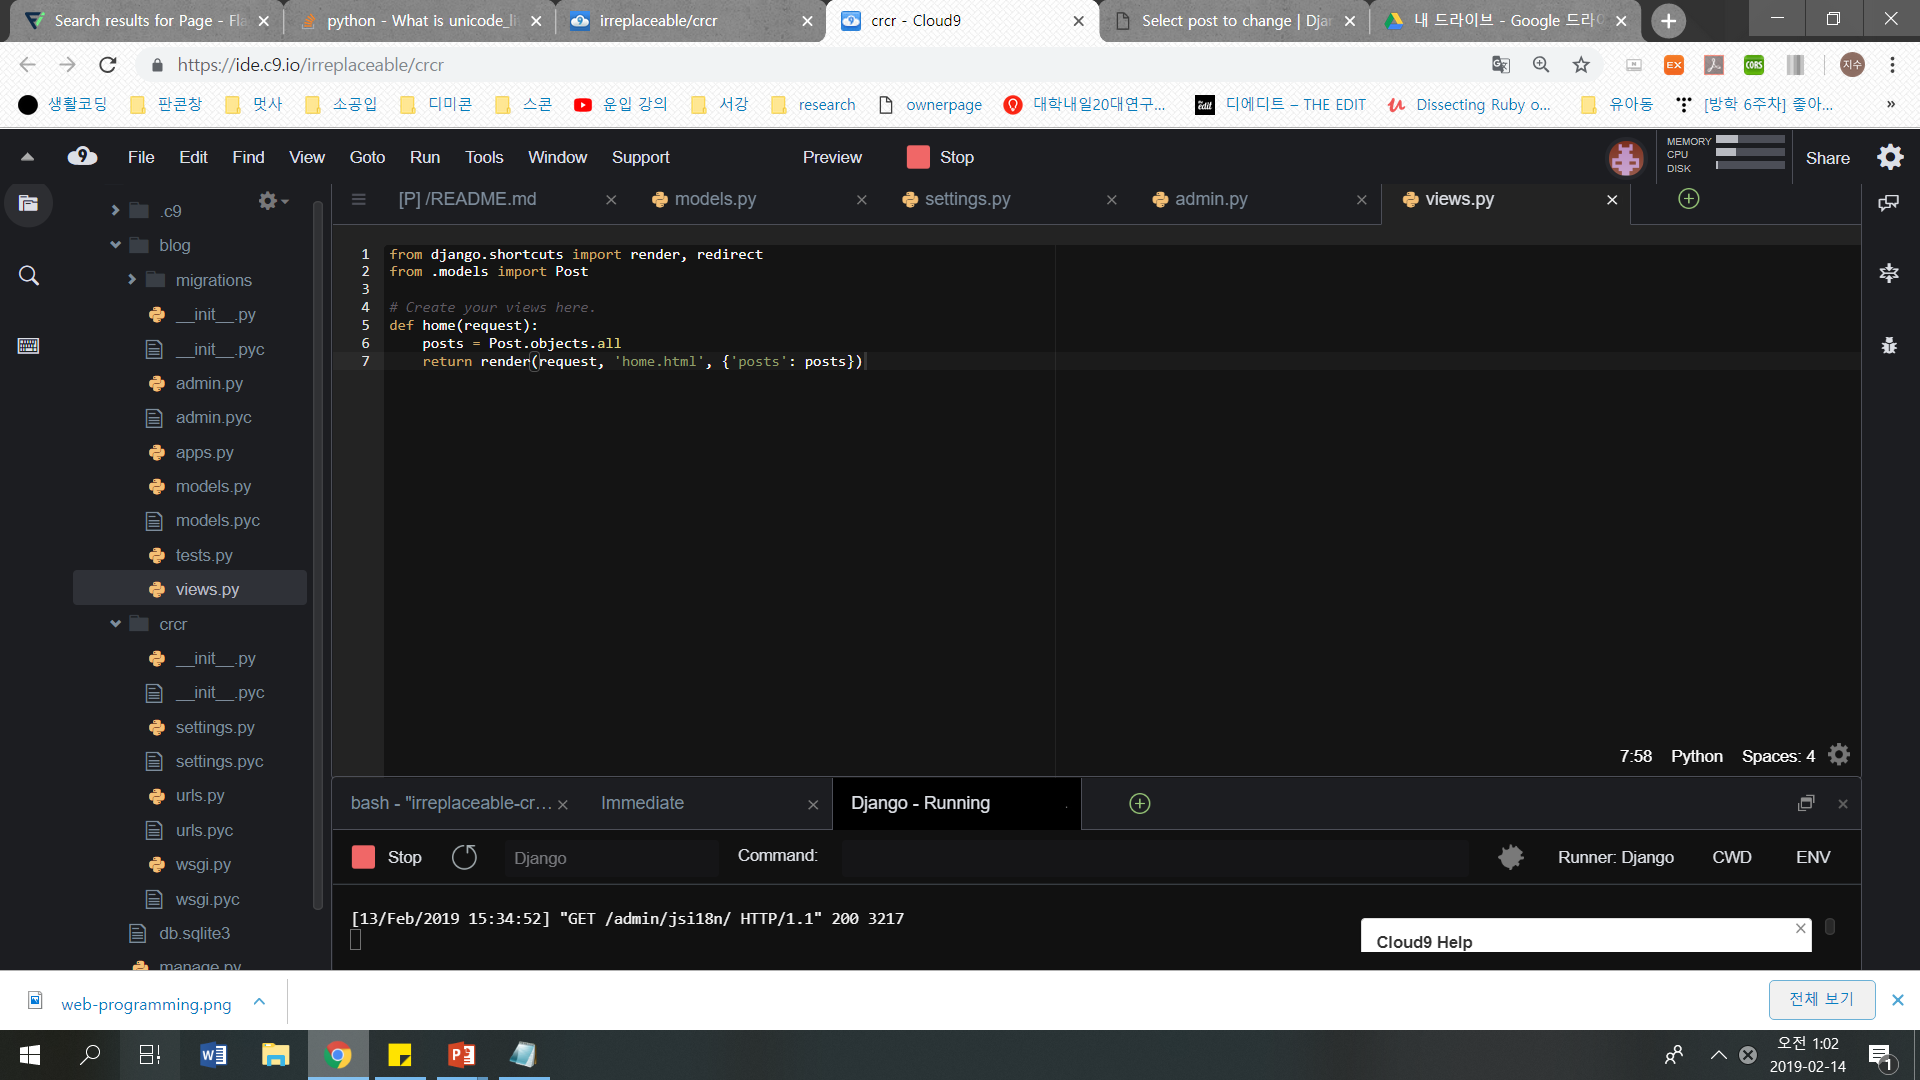 Search results for Page - Fla
python - What is unicode_li
irreplaceable/crcr
crcr - Cloud9
Select post to change | Djan
내 드라이브 - Google 드라이
https://ide.c9.io/irreplaceable/crcr
지수
생활코딩
판콘창
멋사
소공입
디미콘
스콘
운입 강의
서강
research
ownerpage
대학내일20대연구...
디에디트 – THE EDIT
Dissecting Ruby o...
유아동
[방학 6주차] 좋아...
»
File Edit Find View Goto Run Tools Window Support
Preview
Stop
MEMORY
CPU
DISK
Share
.c9
blog
migrations
__init__.py
__init__.pyc
admin.py
admin.pyc
apps.py
models.py
models.pyc
tests.py
views.py
crcr
__init__.py
__init__.pyc
settings.py
settings.pyc
urls.py
urls.pyc
wsgi.py
wsgi.pyc
db.sqlite3
manage.py
[P] /README.md
models.py
settings.py
admin.py
views.py
1 from django.shortcuts import render, redirect
2 from .models import Post
3
4 # Create your views here.
5 def home(request):
6 posts = Post.objects.all
7 return render(request, 'home.html', {'posts': posts})
7:58 Python Spaces: 4
bash - "irreplaceable-cr...
Immediate
Django - Running
Stop
Django
Command:
Runner: Django
CWD
ENV
[13/Feb/2019 15:34:52] "GET /admin/jsi18n/ HTTP/1.1" 200 3217
Cloud9 Help
web-programming.png
전체 보기
오전 1:02
2019-02-14
1